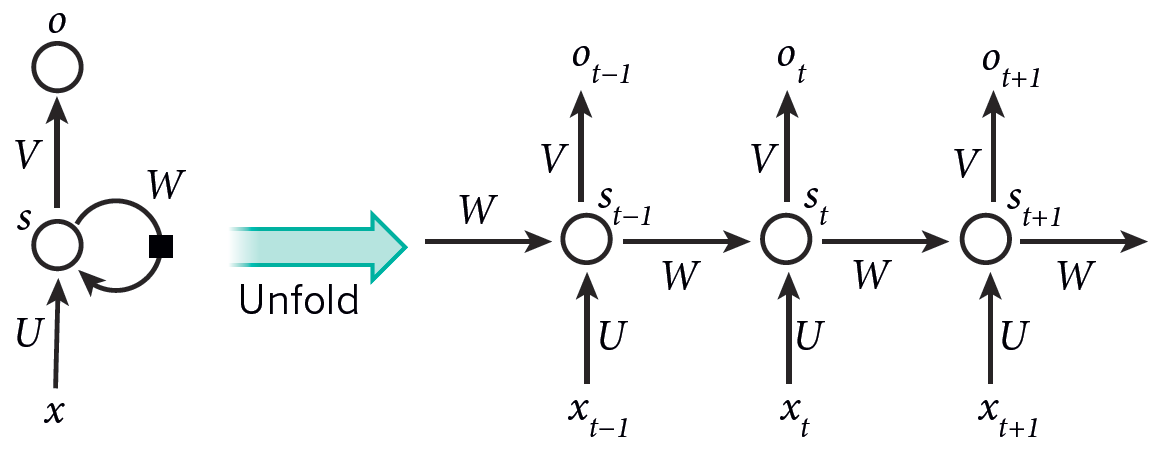 o
V
W
s
U
x
Unfold
o_{t−1} o_t o_{t+1}
V V V
W s_{t−1} s_t s_{t+1}
W W W
U U U
x_{t−1} x_t x_{t+1}